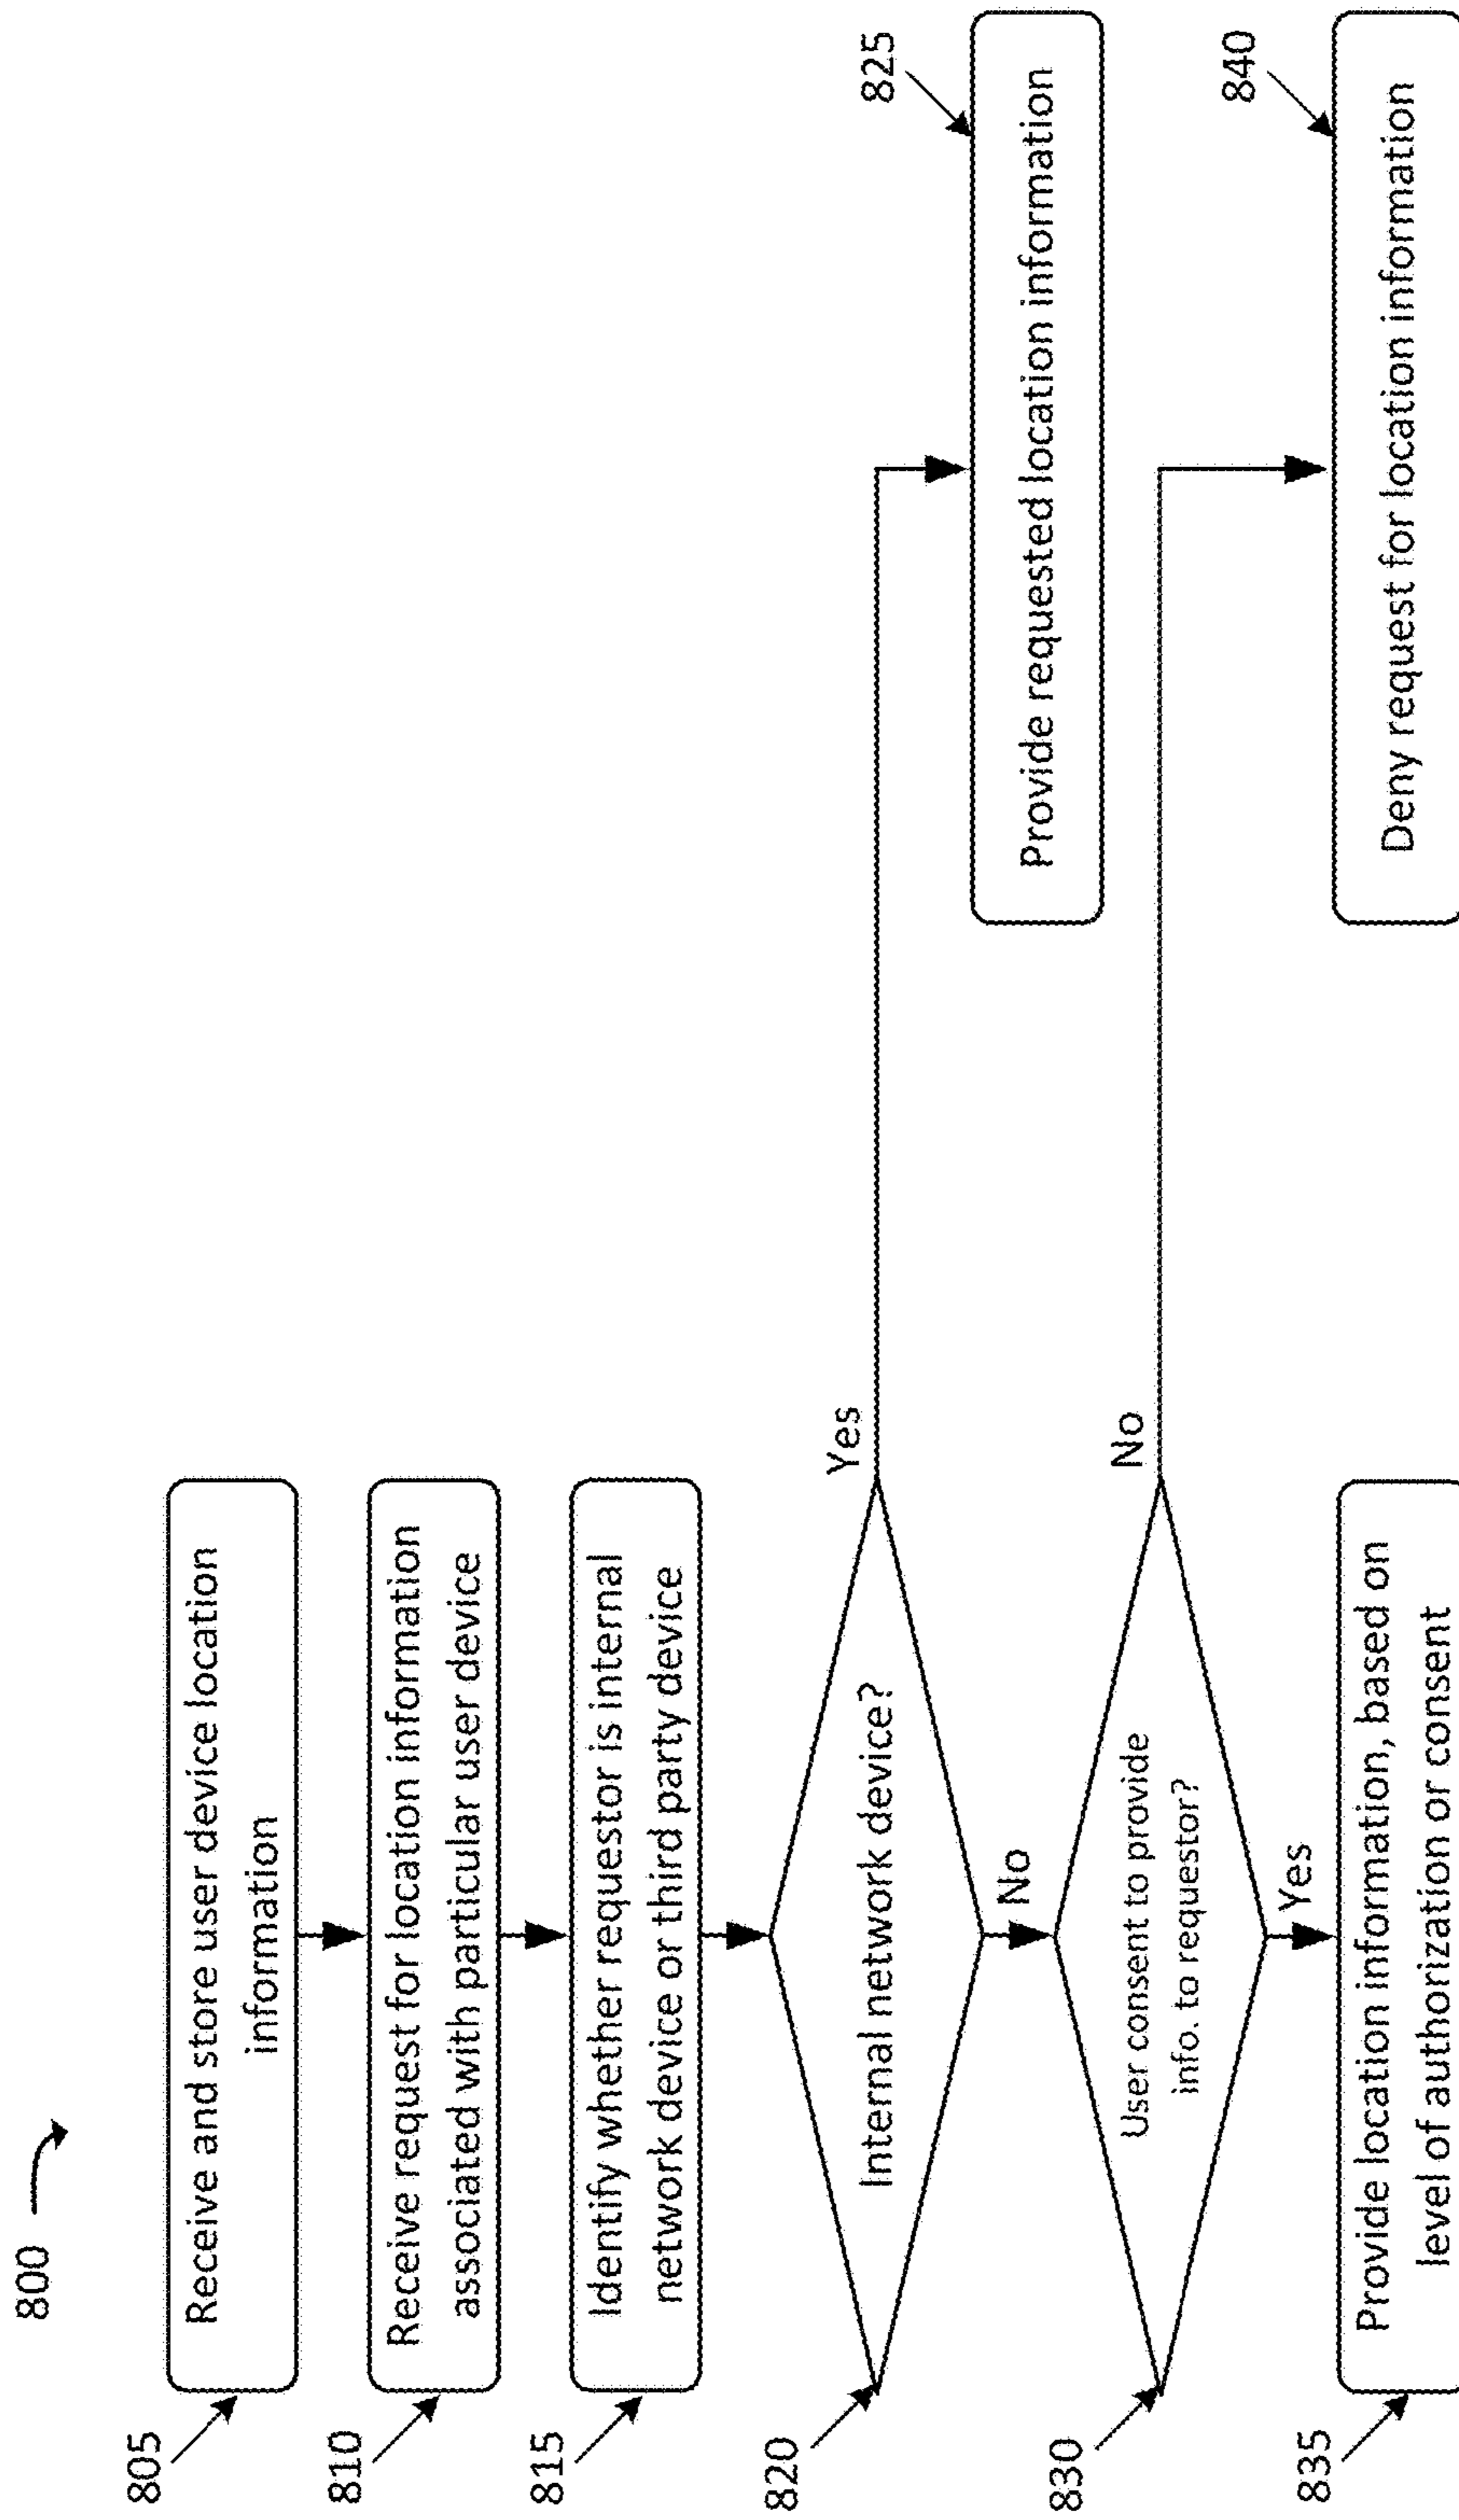 800
805
Receive and store user device location
information
810
Receive request for location information
associated with particular user device
815
Identify whether requestor is internal
network device or third party device
820
Internal network device?
Yes
825
Provide requested location information
No
830
User consent to provide
info. to requestor?
No
840
Deny request for location information
Yes
835
Provide location information, based on
level of authorization or consent